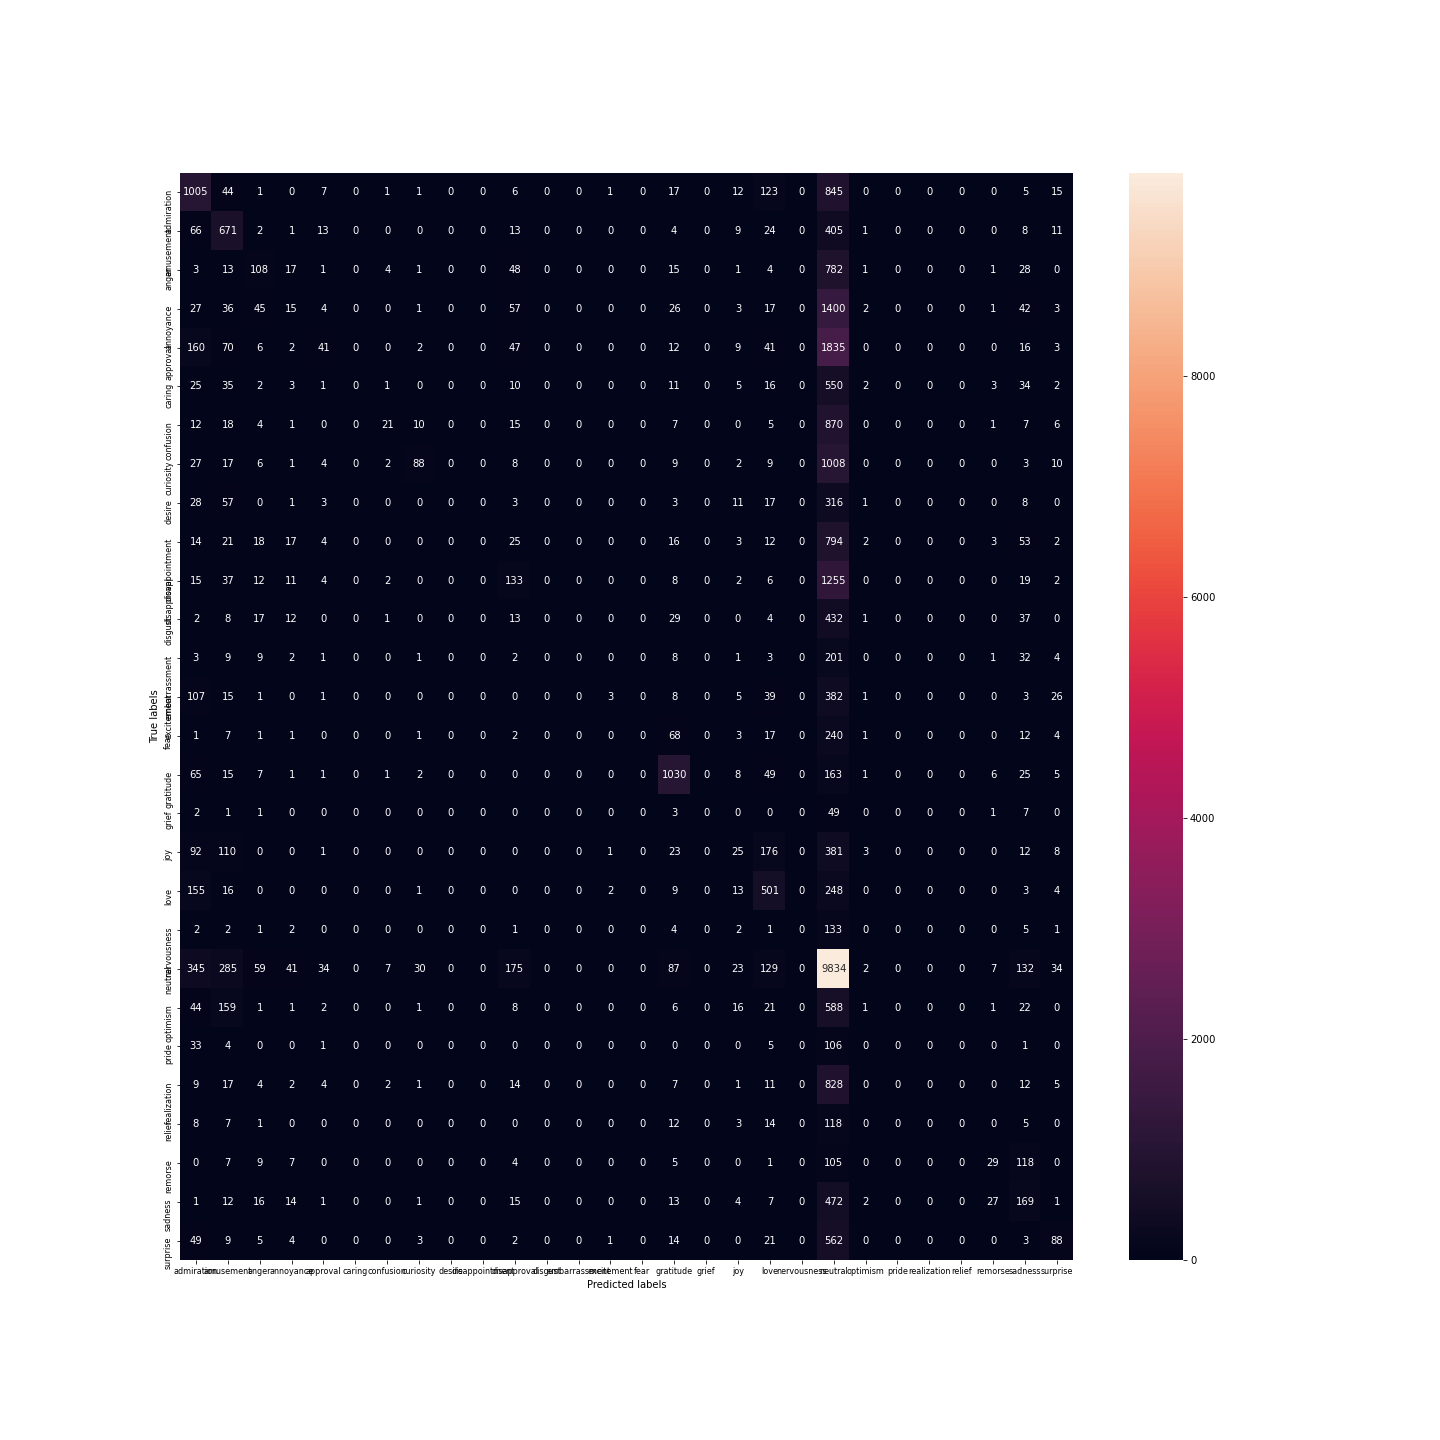 1005 44 1 0 7 0 1 1 0 0 6 0 0 1 0 17 0 12 123 0 845 0 0 0 0 0 5 15
66 671 2 1 13 0 0 0 0 0 13 0 0 0 0 4 0 9 24 0 405 1 0 0 0 0 8 11
3 13 108 17 1 0 4 1 0 0 48 0 0 0 0 15 0 1 4 0 782 1 0 0 0 1 28 0
27 36 45 15 4 0 0 1 0 0 57 0 0 0 0 26 0 3 17 0 1400 2 0 0 0 1 42 3
160 70 6 2 41 0 0 2 0 0 47 0 0 0 0 12 0 9 41 0 1835 0 0 0 0 0 16 3
25 35 2 3 1 0 1 0 0 0 10 0 0 0 0 11 0 5 16 0 550 2 0 0 0 3 34 2
12 18 4 1 0 0 21 10 0 0 15 0 0 0 0 7 0 0 5 0 870 0 0 0 0 1 7 6
27 17 6 1 4 0 2 88 0 0 8 0 0 0 0 9 0 2 9 0 1008 0 0 0 0 0 3 10
28 57 0 1 3 0 0 0 0 0 3 0 0 0 0 3 0 11 17 0 316 1 0 0 0 0 8 0
14 21 18 17 4 0 0 0 0 0 25 0 0 0 0 16 0 3 12 0 794 2 0 0 0 3 53 2
15 37 12 11 4 0 2 0 0 0 133 0 0 0 0 8 0 2 6 0 1255 0 0 0 0 0 19 2
2 8 17 12 0 0 1 0 0 0 13 0 0 0 0 29 0 0 4 0 432 1 0 0 0 0 37 0
3 9 9 2 1 0 0 1 0 0 2 0 0 0 0 8 0 1 3 0 201 0 0 0 0 1 32 4
107 15 1 0 1 0 0 0 0 0 0 0 0 3 0 8 0 5 39 0 382 1 0 0 0 0 3 26
1 7 1 1 0 0 0 1 0 0 2 0 0 0 0 68 0 3 17 0 240 1 0 0 0 0 12 4
65 15 7 1 1 0 1 2 0 0 0 0 0 0 0 1030 0 8 49 0 163 1 0 0 0 6 25 5
2 1 1 0 0 0 0 0 0 0 0 0 0 0 0 3 0 0 0 0 49 0 0 0 0 1 7 0
92 110 0 0 1 0 0 0 0 0 0 0 0 1 0 23 0 25 176 0 381 3 0 0 0 0 12 8
155 16 0 0 0 0 0 1 0 0 0 0 0 2 0 9 0 13 501 0 248 0 0 0 0 0 3 4
2 2 1 2 0 0 0 0 0 0 1 0 0 0 0 4 0 2 1 0 133 0 0 0 0 0 5 1
345 285 59 41 34 0 7 30 0 0 175 0 0 0 0 87 0 23 129 0 9834 2 0 0 0 7 132 34
44 159 1 1 2 0 0 1 0 0 8 0 0 0 0 6 0 16 21 0 588 1 0 0 0 1 22 0
33 4 0 0 1 0 0 0 0 0 0 0 0 0 0 0 0 0 5 0 106 0 0 0 0 0 1 0
9 17 4 2 4 0 2 1 0 0 14 0 0 0 0 7 0 1 11 0 828 0 0 0 0 0 12 5
8 7 1 0 0 0 0 0 0 0 0 0 0 0 0 12 0 3 14 0 118 0 0 0 0 0 5 0
0 7 9 7 0 0 0 0 0 0 4 0 0 0 0 5 0 0 1 0 105 0 0 0 0 29 118 0
1 12 16 14 1 0 0 1 0 0 15 0 0 0 0 13 0 4 7 0 472 2 0 0 0 27 169 1
49 9 5 4 0 0 0 3 0 0 2 0 0 1 0 14 0 0 21 0 562 0 0 0 0 0 3 88
True labels
admiration
amusement
anger
annoyance
approval
caring
confusion
curiosity
desire
disappointment
disapproval
disgust
embarrassment
excitement
fear
gratitude
grief
joy
love
nervousness
neutral
optimism
pride
realization
relief
remorse
sadness
surprise
admiration amusement anger annoyance approval caring confusion curiosity desire disappointment disapproval disgust embarrassment excitement fear gratitude grief joy love nervousness neutral optimism pride realization relief remorse sadness surprise
Predicted labels
8000
6000
4000
2000
0